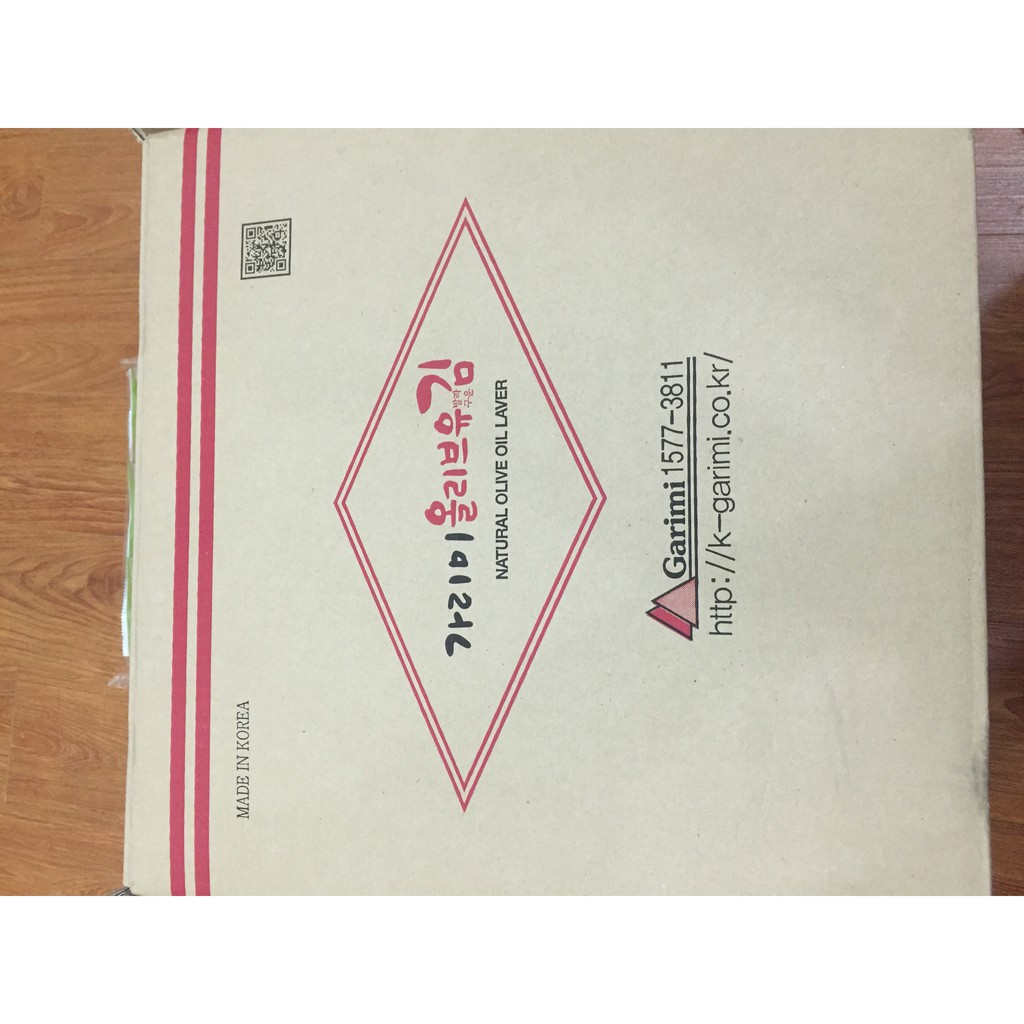 MADE IN KOREA
가리미 올리브유 발라 구운 김
NATURAL OLIVE OIL LAVER
Garimi 1577-3811
http://k-garimi.co.kr/